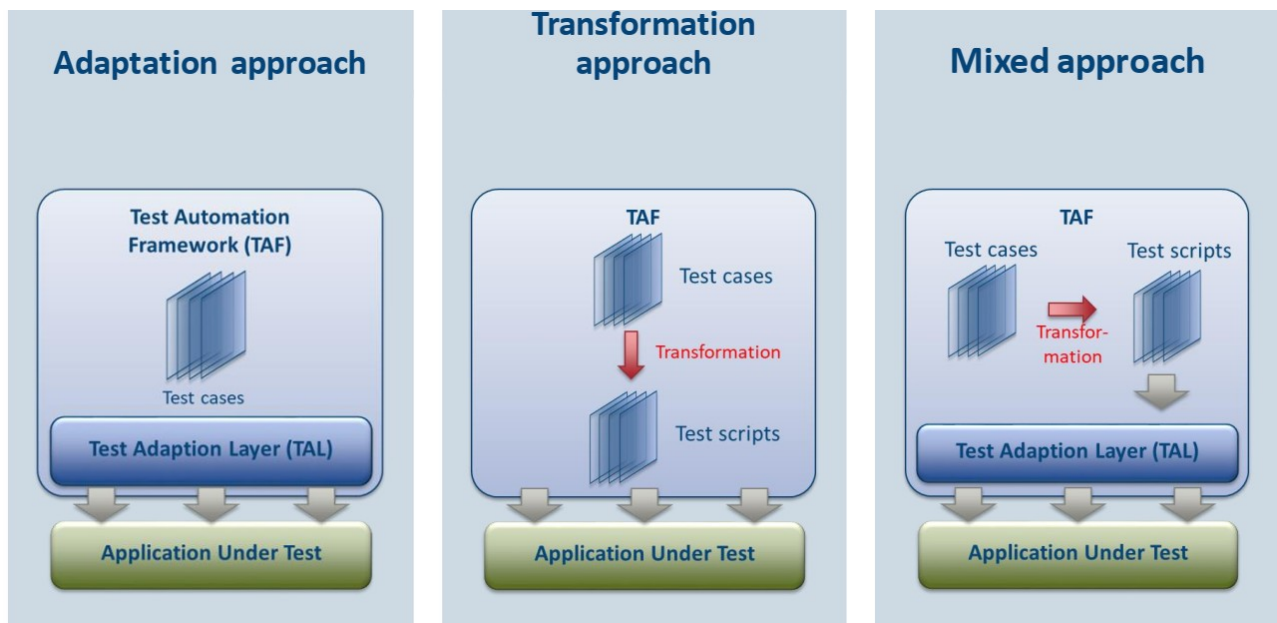 Adaptation approach
Test Automation
Framework (TAF)
Test cases
Test Adaption Layer (TAL)
Application Under Test
Transformation
approach
TAF
Test cases
Transformation
Test scripts
Application Under Test
Mixed approach
TAF
Test cases
Test scripts
Transfor-
mation
Test Adaption Layer (TAL)
Application Under Test